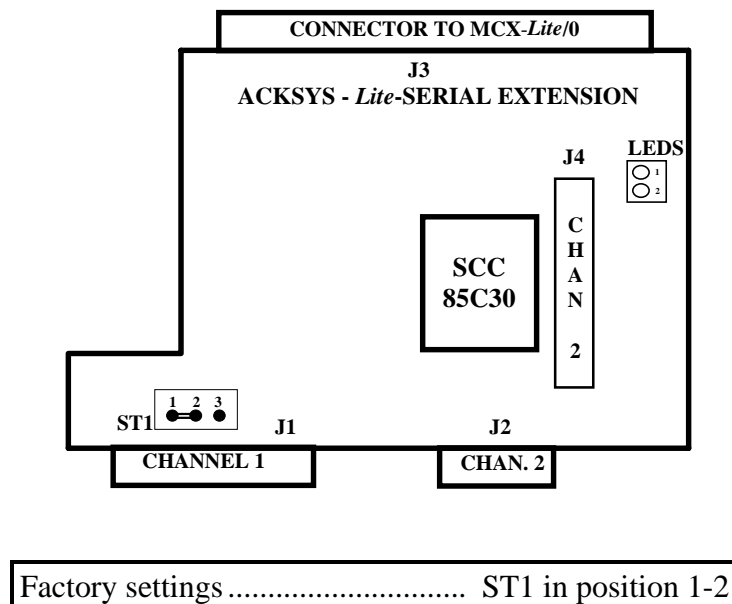 CONNECTOR TO MCX-Lite/0
J3
ACKSYS - Lite-SERIAL EXTENSION
LEDS
J4
1
2
C
H
A
N
2
SCC
85C30
1 2 3
ST1
J1
J2
CHANNEL 1
CHAN. 2
Factory settings ............................ ST1 in position 1-2